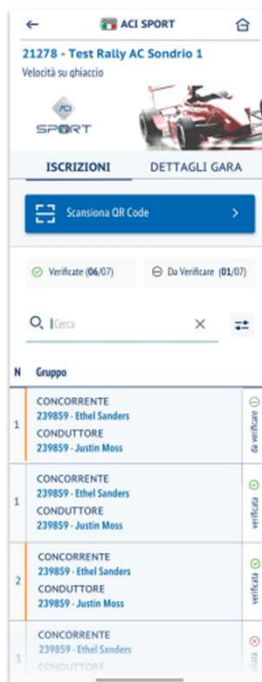 ACI SPORT
21278 - Test Rally AC Sondrio 1
Velocità su ghiaccio
ACI
SPORT
ISCRIZIONI DETTAGLI GARA
Scansiona QR Code
Verificate (06/07) Da Verificare (01/07)
Cerca
N Gruppo
CONCORRENTE
239859 - Ethel Sanders
1
CONDUTTORE
239859 - Justin Moss
da verificare
CONCORRENTE
239859 - Ethel Sanders
1
CONDUTTORE
239859 - Justin Moss
verificata
CONCORRENTE
239859 - Ethel Sanders
2
CONDUTTORE
239859 - Justin Moss
verificata
CONCORRENTE
239859 - Ethel Sanders
3
CONDUTTORE